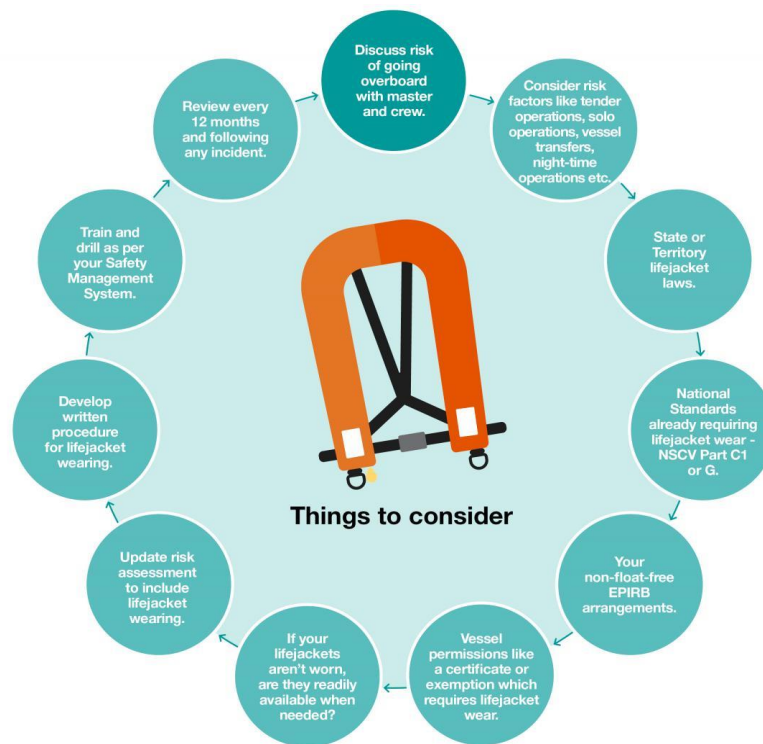 Discuss risk
of going
overboard
with master
and crew.
Consider risk
factors like tender
operations, solo
operations, vessel
transfers,
night-time
operations etc.
State or
Territory
lifejacket
laws.
National
Standards
already requiring
lifejacket wear -
NSCV Part C1
or G.
Your
non-float-free
EPIRB
arrangements.
Vessel
permissions like
a certificate or
exemption which
requires lifejacket
wear.
If your
lifejackets
aren't worn,
are they readily
available when
needed?
Update risk
assessment
to include
lifejacket
wearing.
Develop
written
procedure
for lifejacket
wearing.
Train and
drill as per
your Safety
Management
System.
Review every
12 months
and following
any incident.
Things to consider